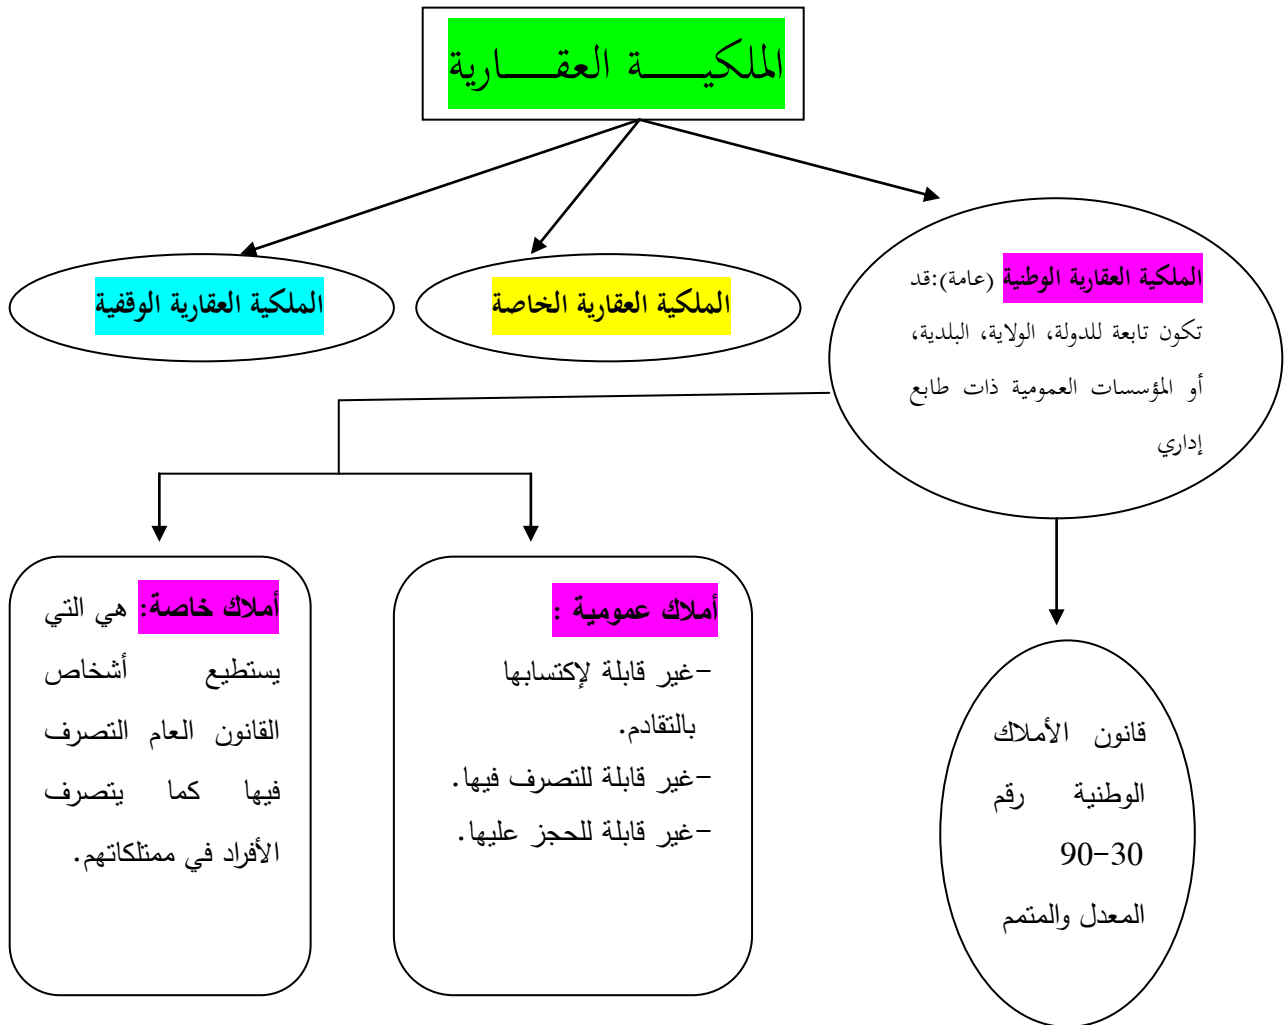 الملكيـــــة العقـــــارية
الملكية العقارية الوطنية (عامة):قد
تكون تابعة للدولة، الولاية، البلدية،
أو المؤسسات العمومية ذات طابع
إداري
الملكية العقارية الخاصة
الملكية العقارية الوقفية
قانون الأملاك
الوطنية رقم
90-30
المعدل والمتمم
أملاك عمومية :
-غير قابلة لإكتسابها
بالتقادم.
-غير قابلة للتصرف فيها.
-غير قابلة للحجز عليها.
أملاك خاصة: هي التي
يستطيع أشخاص
القانون العام التصرف
فيها كما يتصرف
الأفراد في ممتلكاتهم.